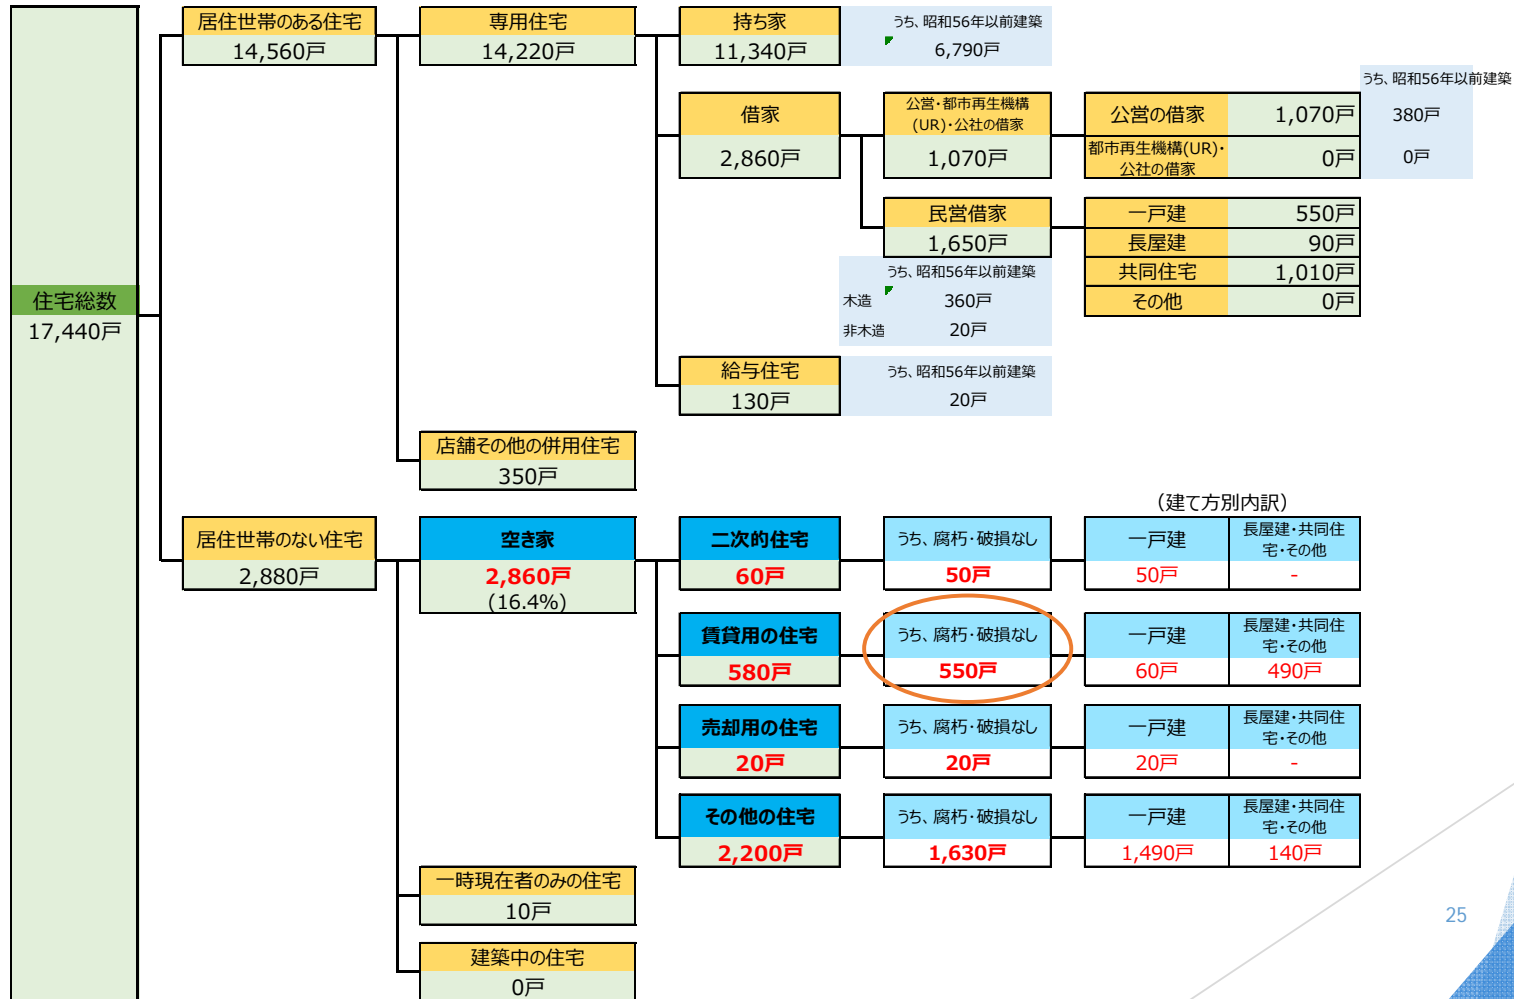 居住世帯のある住宅
14,560戸
専用住宅
14,220戸
持ち家
11,340戸
うち、昭和56年以前建築
6,790戸
うち、昭和56年以前建築
借家
2,860戸
公営・都市再生機構
(UR)・公社の借家
1,070戸
公営の借家
1,070戸
380戸
都市再生機構(UR)・
公社の借家
0戸
0戸
民営借家
1,650戸
一戸建
550戸
長屋建
90戸
共同住宅
1,010戸
その他
0戸
うち、昭和56年以前建築
木造
360戸
非木造
20戸
住宅総数
17,440戸
給与住宅
130戸
うち、昭和56年以前建築
20戸
店舗その他の併用住宅
350戸
（建て方別内訳）
居住世帯のない住宅
2,880戸
空き家
2,860戸
(16.4%)
二次的住宅
60戸
うち、腐朽・破損なし
50戸
一戸建
50戸
長屋建・共同住
宅・その他
-
賃貸用の住宅
580戸
うち、腐朽・破損なし
550戸
一戸建
60戸
長屋建・共同住
宅・その他
490戸
売却用の住宅
20戸
うち、腐朽・破損なし
20戸
一戸建
20戸
長屋建・共同住
宅・その他
-
その他の住宅
2,200戸
うち、腐朽・破損なし
1,630戸
一戸建
1,490戸
長屋建・共同住
宅・その他
140戸
一時現在者のみの住宅
10戸
建築中の住宅
0戸
25